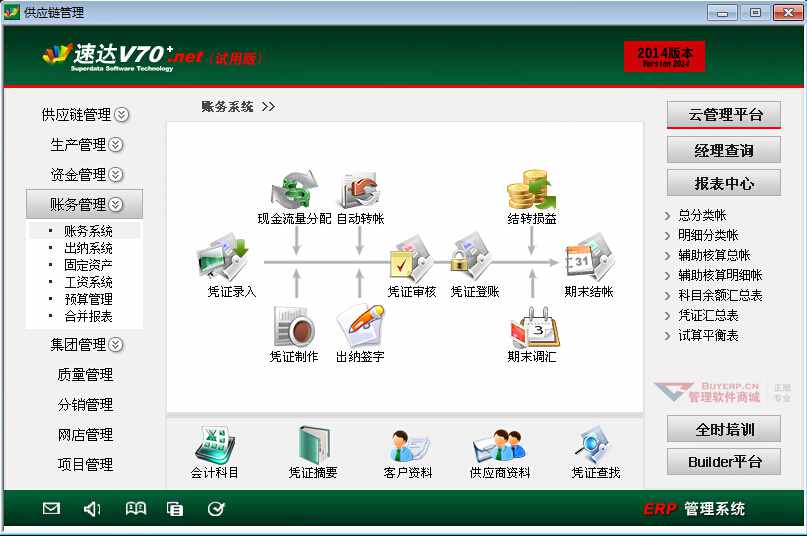 供应链管理
速达V70+.net(试用版)
Superdata Software Technology
2014版本
Version 2014
供应链管理
生产管理
资金管理
账务管理
账务系统
出纳系统
固定资产
工资系统
预算管理
合并报表
集团管理
质量管理
分销管理
网店管理
项目管理
账务系统 >>
现金流量分配
自动转帐
结转损益
凭证录入
凭证审核
凭证登账
31
期末结帐
凭证制作
出纳签字
3
期末调汇
会计科目
凭证摘要
客户资料
供应商资料
凭证查找
云管理平台
经理查询
报表中心
总分类帐
明细分类帐
辅助核算总帐
辅助核算明细帐
科目余额汇总表
凭证汇总表
试算平衡表
BUYERP.CN
管理软件商城
正规
专业
全时培训
Builder平台
ERP 管理系统